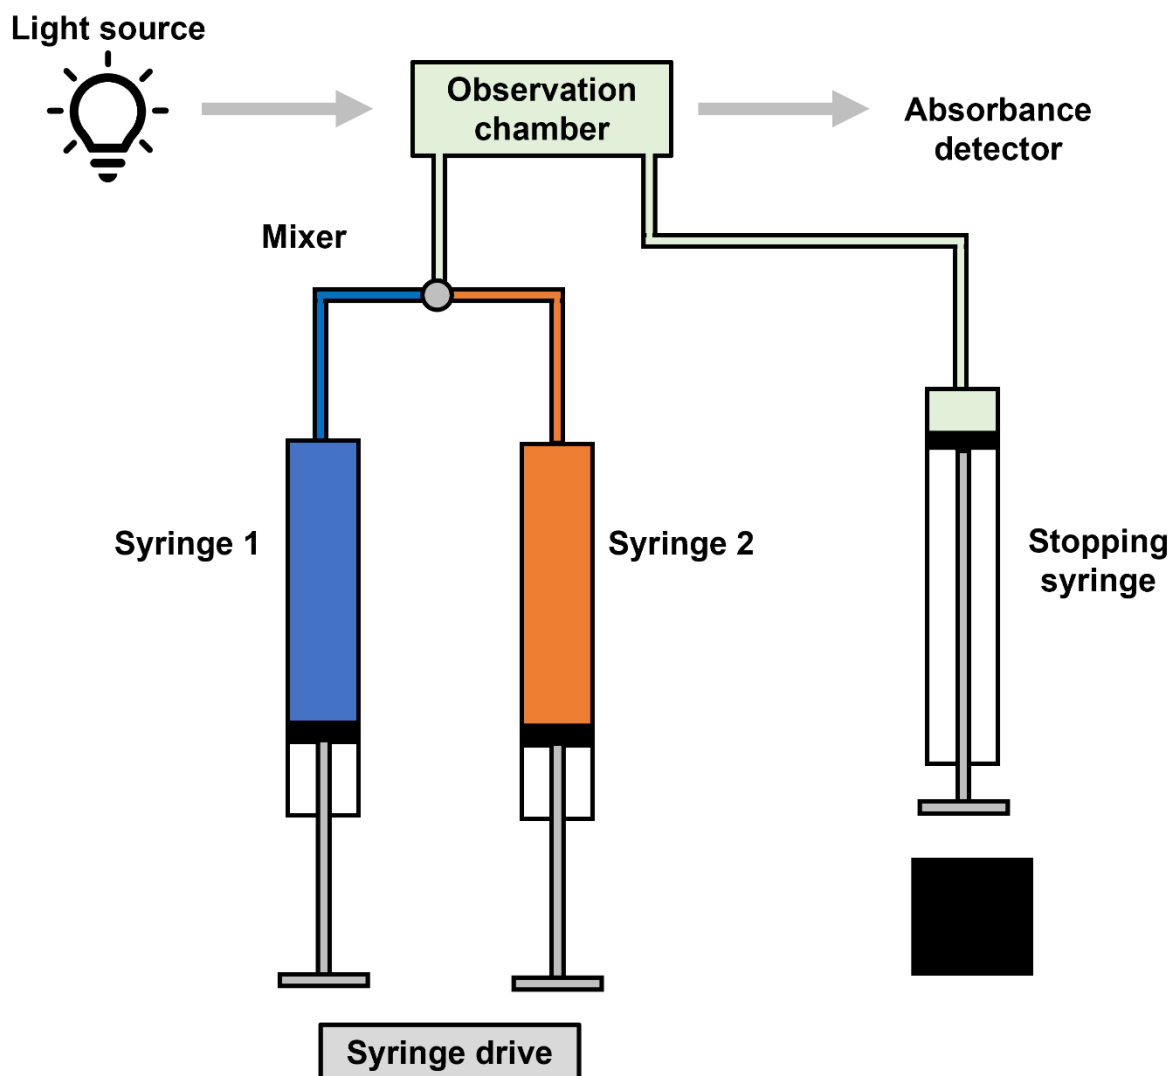 Light source
Observation
chamber
Absorbance
detector
Mixer
Syringe 1
Syringe 2
Stopping
syringe
Syringe drive